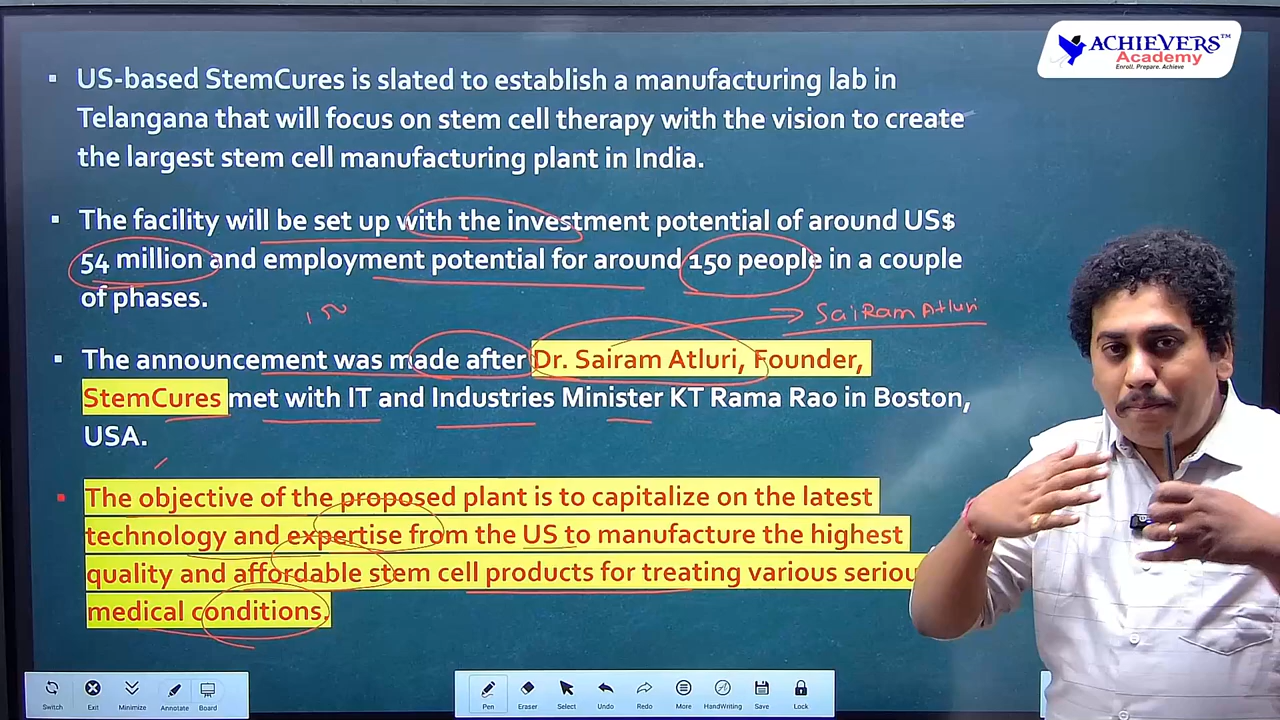 ACHIEVERS™
Academy
Enroll. Prepare. Achieve
US-based StemCures is slated to establish a manufacturing lab in
Telangana that will focus on stem cell therapy with the vision to create
the largest stem cell manufacturing plant in India.
The facility will be set up with the investment potential of around US$
54 million and employment potential for around 150 people in a couple
of phases.
150
SaiRam Atluri
The announcement was made after Dr. Sairam Atluri, Founder,
StemCures met with IT and Industries Minister KT Rama Rao in Boston,
USA.
The objective of the proposed plant is to capitalize on the latest
technology and expertise from the US to manufacture the highest
quality and affordable stem cell products for treating various seriou
medical conditions.
Switch Exit Minimize Annotate Board Pen Eraser Select Undo Redo More HandWriting Save Lock